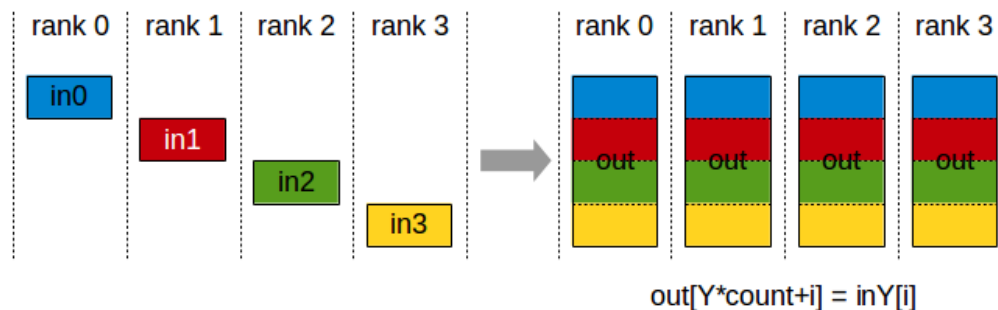 rank 0 rank 1 rank 2 rank 3 rank 0 rank 1 rank 2 rank 3
in0
in1
out out out out
in2
in3
out[Y*count+i] = inY[i]